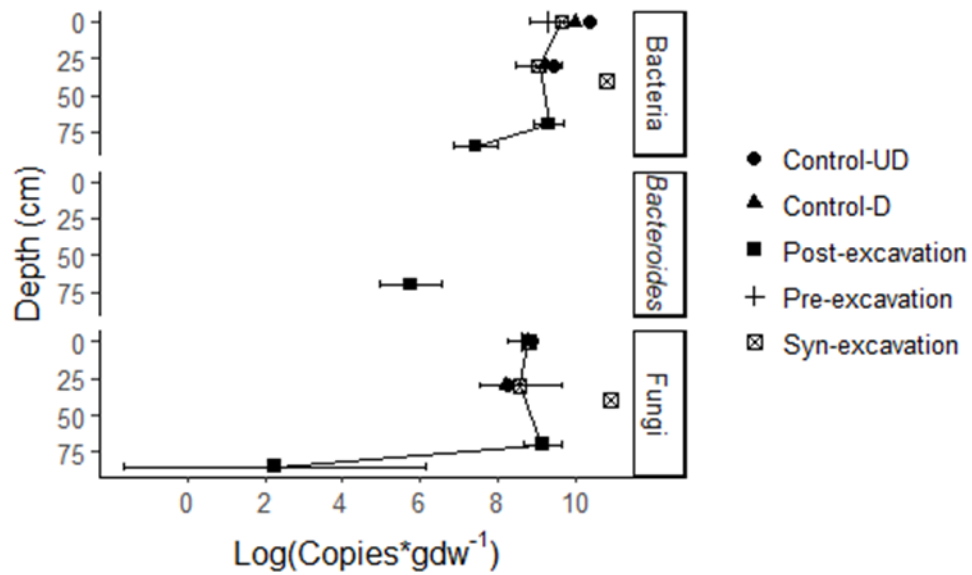 0
25
50
75
Bacteria
0
25
50
75
Bacteroides
0
25
50
75
Fungi
Depth (cm)
0 2 4 6 8 10
Log(Copies*gdw⁻¹)
Control-UD
Control-D
Post-excavation
Pre-excavation
Syn-excavation